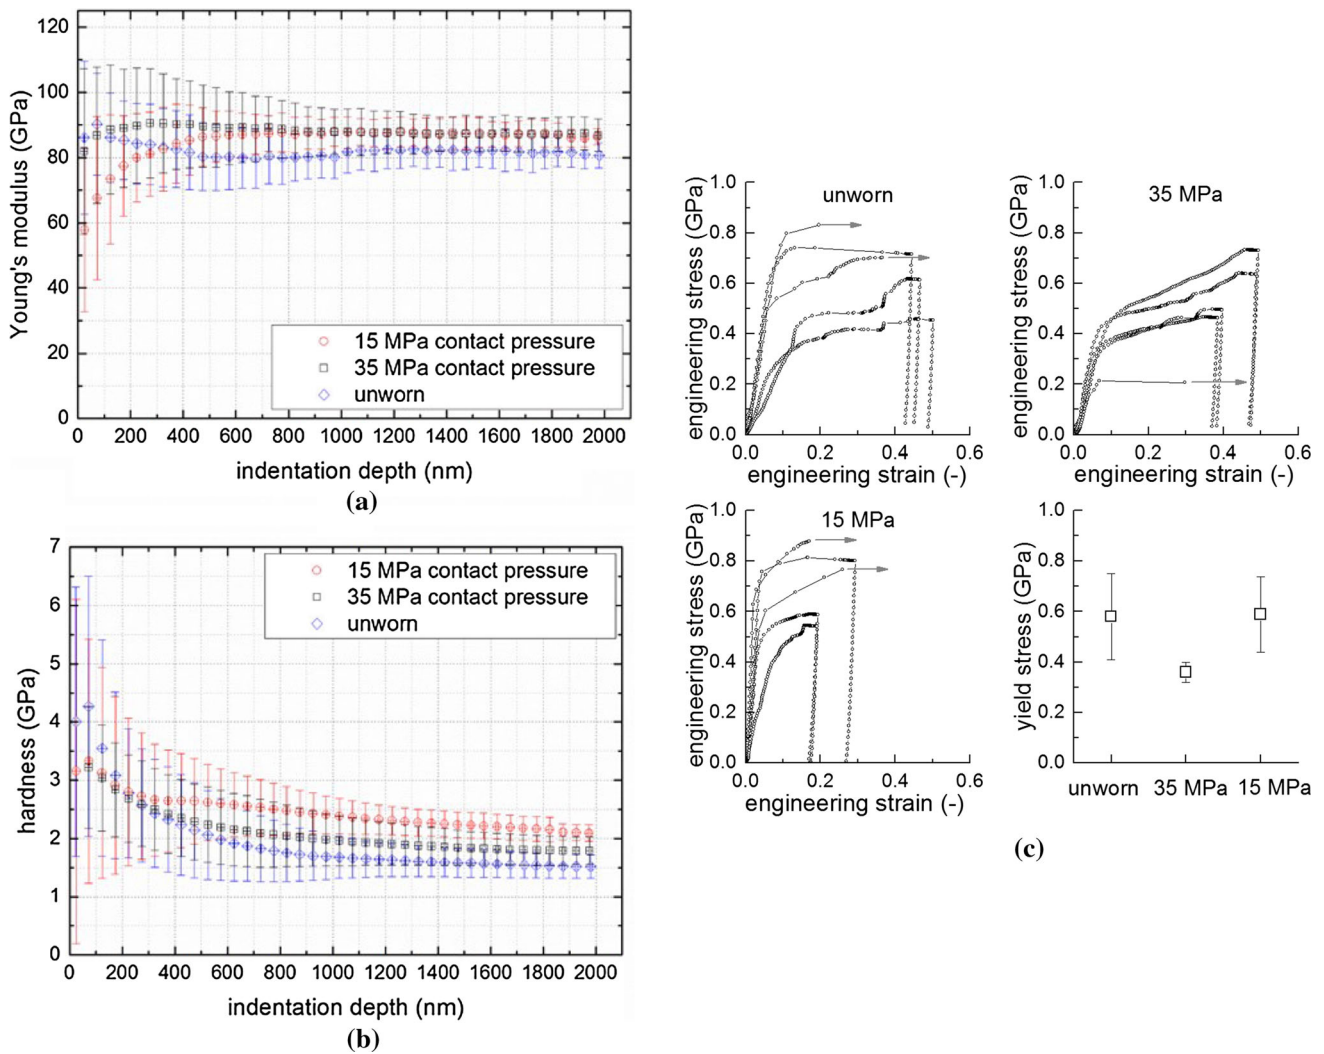 120
100
80
60
40
20
0
Young's modulus (GPa)
15 MPa contact pressure
35 MPa contact pressure
unworn
0 200 400 600 800 1000 1200 1400 1600 1800 2000
indentation depth (nm)
(a)
7
6
5
4
3
2
1
0
hardness (GPa)
15 MPa contact pressure
35 MPa contact pressure
unworn
0 200 400 600 800 1000 1200 1400 1600 1800 2000
indentation depth (nm)
(b)
unworn
1.0
0.8
0.6
0.4
0.2
0.0
engineering stress (GPa)
0.0 0.2 0.4 0.6
engineering strain (-)
35 MPa
1.0
0.8
0.6
0.4
0.2
0.0
engineering stress (GPa)
0.0 0.2 0.4 0.6
engineering strain (-)
15 MPa
1.0
0.8
0.6
0.4
0.2
0.0
engineering stress (GPa)
0.0 0.2 0.4 0.6
engineering strain (-)
1.0
0.8
0.6
0.4
0.2
0.0
yield stress (GPa)
unworn 35 MPa 15 MPa
(c)